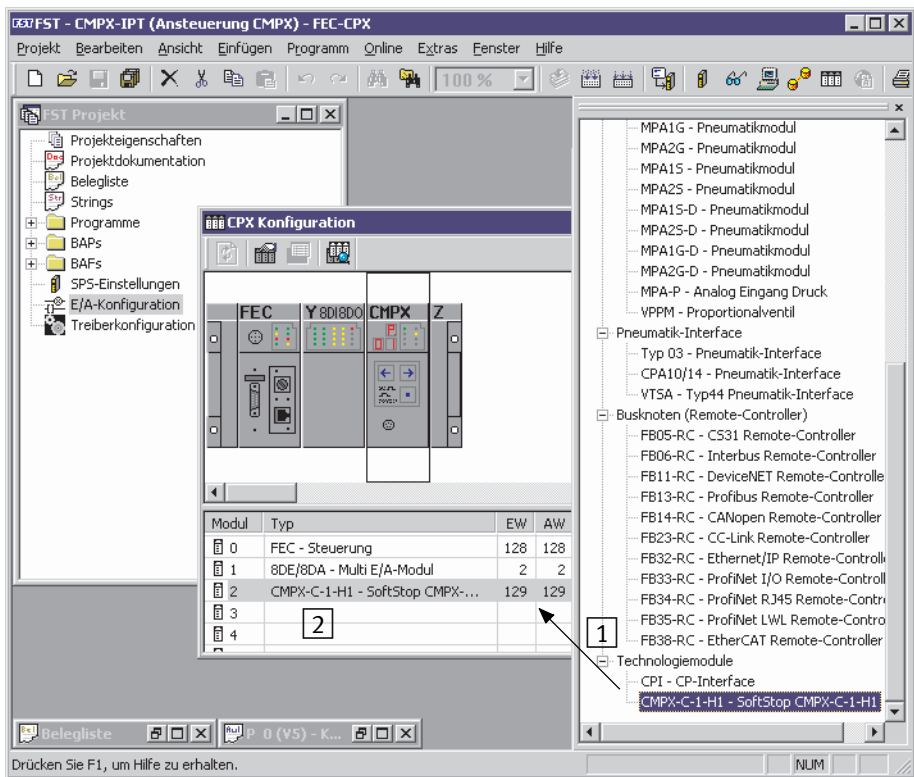 FST - CMPX-IPT (Ansteuerung CMPX) - FEC-CPX
Projekt Bearbeiten Ansicht Einfügen Programm Online Extras Fenster Hilfe
100 %
FST Projekt
Projekteigenschaften
Projektdokumentation
Belegliste
Strings
Programme
BAPs
BAFs
SPS-Einstellungen
E/A-Konfiguration
Treiberkonfiguration
CPX Konfiguration
FEC Y 8DI8DO CMPX Z
Modul Typ EW AW
0 FEC - Steuerung 128 128
1 8DE/8DA - Multi E/A-Modul 2 2
2 CMPX-C-1-H1 - SoftStop CMPX-... 129 129
3
4
2
1
MPA1G - Pneumatikmodul
MPA2G - Pneumatikmodul
MPA1S - Pneumatikmodul
MPA2S - Pneumatikmodul
MPA1S-D - Pneumatikmodul
MPA2S-D - Pneumatikmodul
MPA1G-D - Pneumatikmodul
MPA2G-D - Pneumatikmodul
MPA-P - Analog Eingang Druck
VPPM - Proportionalventil
Pneumatik-Interface
Typ 03 - Pneumatik-Interface
CPA10/14 - Pneumatik-Interface
VTSA - Typ44 Pneumatik-Interface
Busknoten (Remote-Controller)
FB05-RC - CS31 Remote-Controller
FB06-RC - Interbus Remote-Controller
FB11-RC - DeviceNET Remote-Controlle
FB13-RC - Profibus Remote-Controller
FB14-RC - CANopen Remote-Controller
FB23-RC - CC-Link Remote-Controller
FB32-RC - Ethernet/IP Remote-Controll
FB33-RC - ProfiNet I/O Remote-Control
FB34-RC - ProfiNet RJ45 Remote-Contr
FB35-RC - ProfiNet LWL Remote-Contro
FB38-RC - EtherCAT Remote-Controller
Technologiemodule
CPI - CP-Interface
CMPX-C-1-H1 - SoftStop CMPX-C-1-H1
Belegliste
P 0 (V5) - K...
Drücken Sie F1, um Hilfe zu erhalten.
NUM